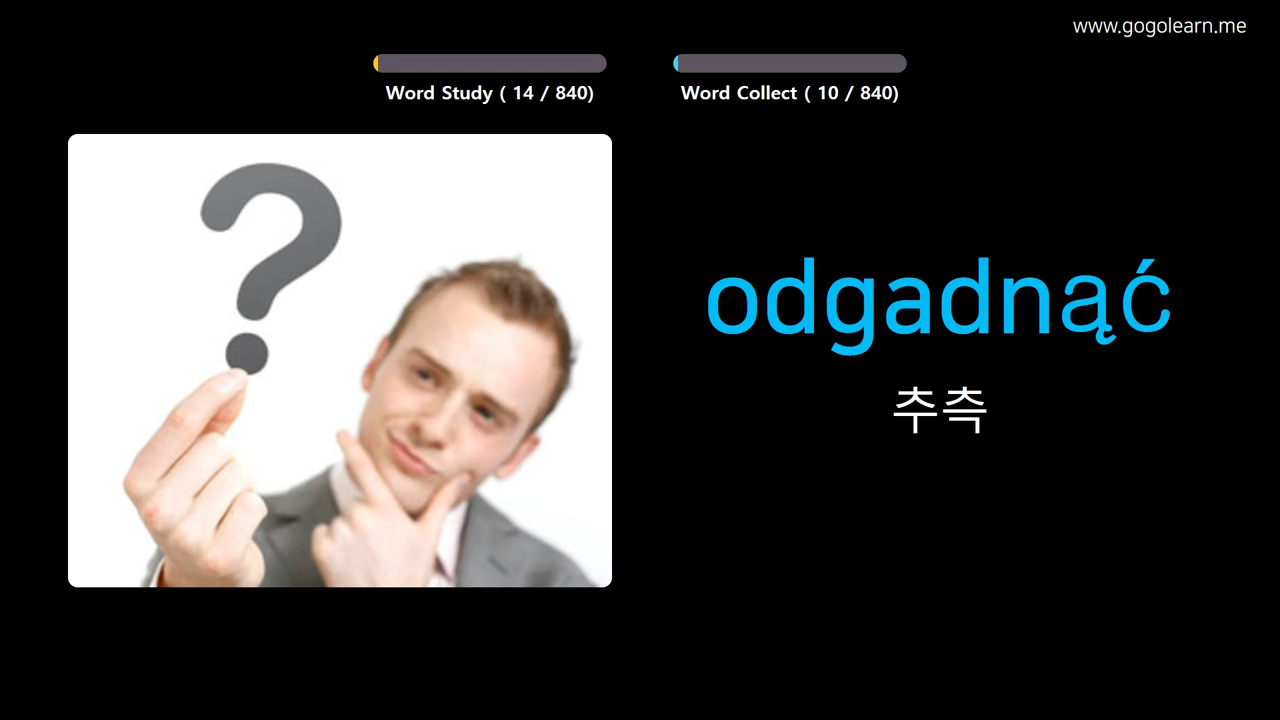 www.gogolearn.me
Word Study ( 14 / 840)
Word Collect ( 10 / 840)
?
odgadnąć
추측